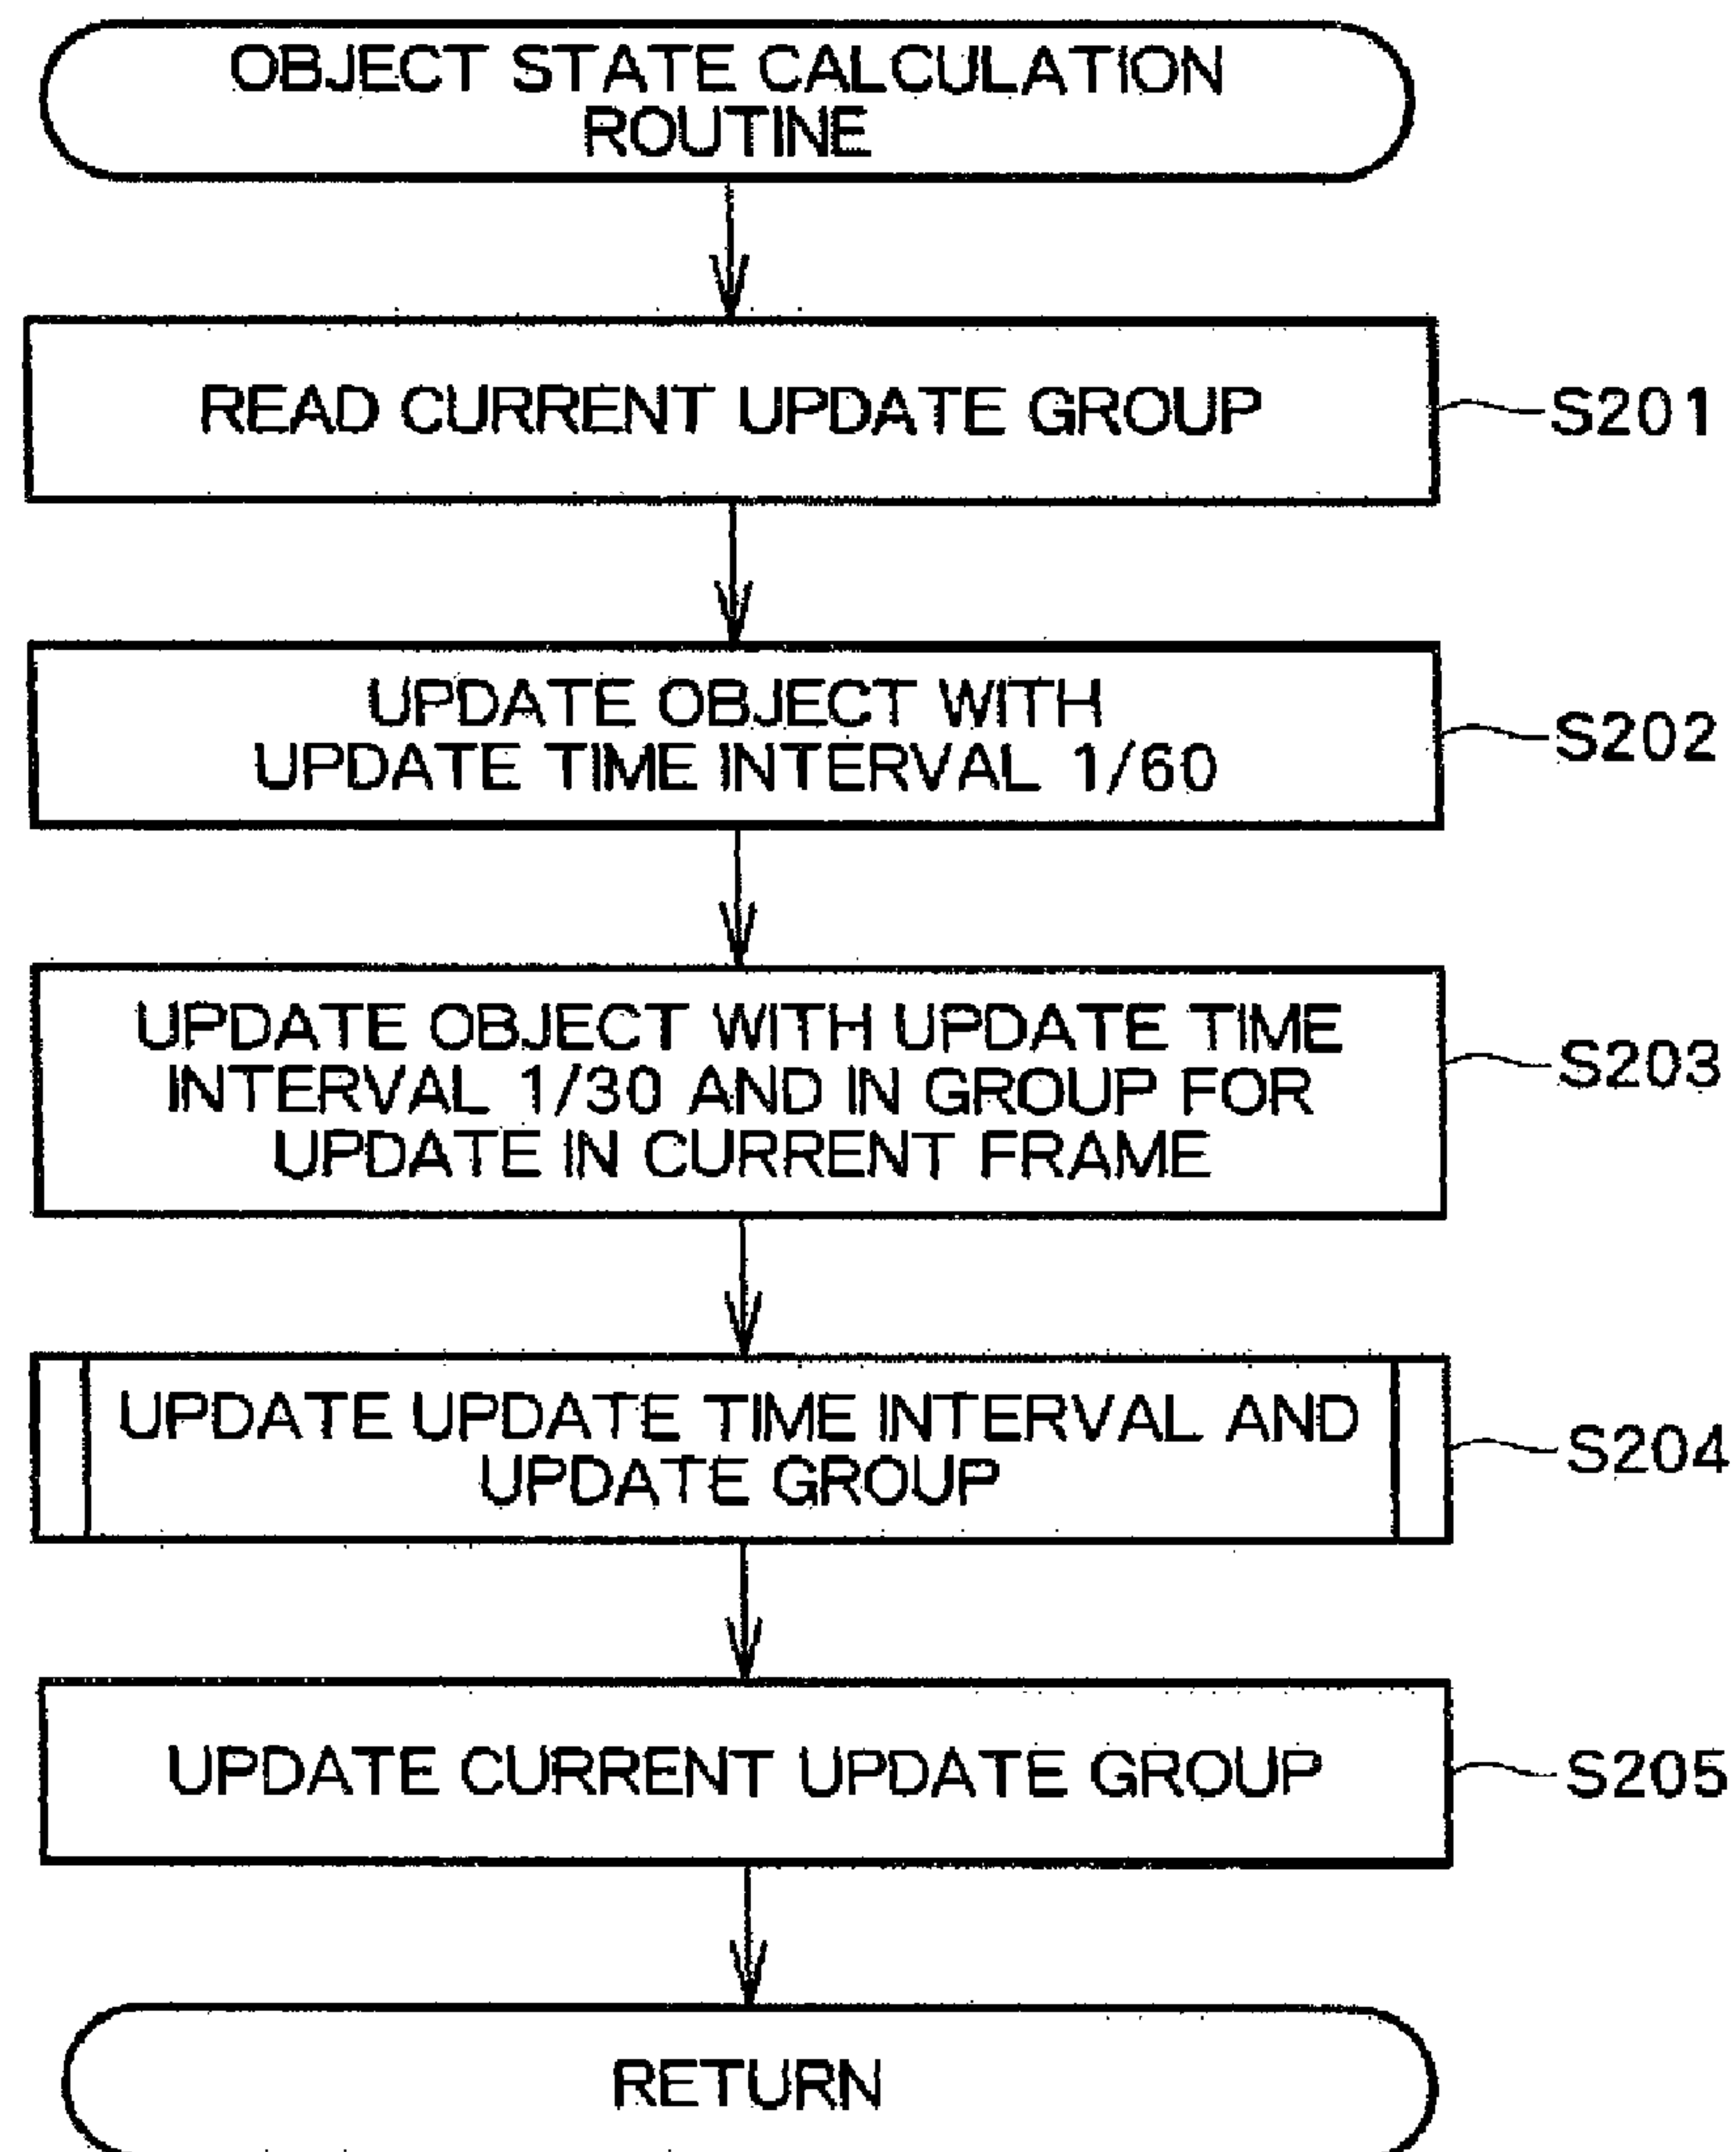 OBJECT STATE CALCULATION
ROUTINE
READ CURRENT UPDATE GROUP
S201
UPDATE OBJECT WITH
UPDATE TIME INTERVAL 1/60
S202
UPDATE OBJECT WITH UPDATE TIME
INTERVAL 1/30 AND IN GROUP FOR
UPDATE IN CURRENT FRAME
S203
UPDATE UPDATE TIME INTERVAL AND
UPDATE GROUP
S204
UPDATE CURRENT UPDATE GROUP
S205
RETURN